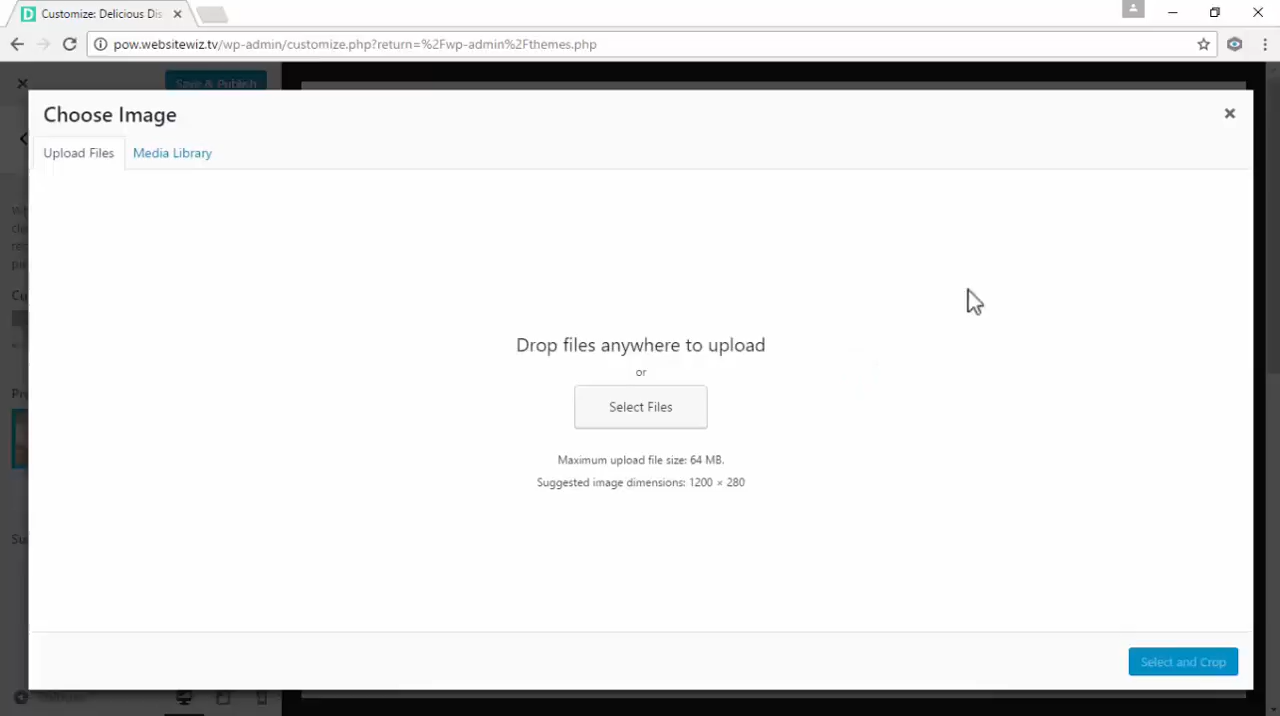 Customize: Delicious Dis
pow.websitewiz.tv/wp-admin/customize.php?return=%2Fwp-admin%2Fthemes.php
Save & Publish
Choose Image
Upload Files
Media Library
Drop files anywhere to upload
or
Select Files
Maximum upload file size: 64 MB.
Suggested image dimensions: 1200 × 280
Select and Crop